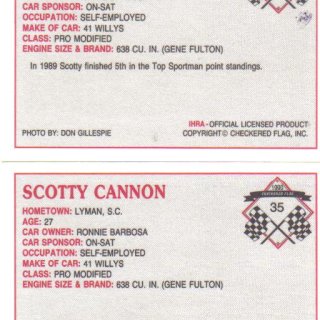 CAR SPONSOR: ON-SAT
OCCUPATION: SELF-EMPLOYED
MAKE OF CAR: 41 WILLYS
CLASS: PRO MODIFIED
ENGINE SIZE & BRAND: 638 CU. IN. (GENE FULTON)
In 1989 Scotty finished 5th in the Top Sportman point standings.
IHRA - OFFICIAL LICENSED PRODUCT
PHOTO BY: DON GILLESPIE COPYRIGHT© CHECKERED FLAG, INC.
SCOTTY CANNON
HOMETOWN: LYMAN, S.C.
AGE: 27
CAR OWNER: RONNIE BARBOSA
CAR SPONSOR: ON-SAT
OCCUPATION: SELF-EMPLOYED
MAKE OF CAR: 41 WILLYS
CLASS: PRO MODIFIED
ENGINE SIZE & BRAND: 638 CU. IN. (GENE FULTON)
CHECKERED FLAG
35